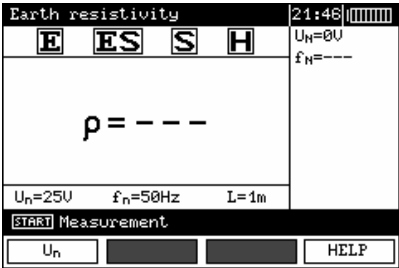 Earth resistivity 21:46
E ES S H
U_N=0V
f_N=---
ρ=---
U_n=25V f_n=50Hz L=1m
START Measurement
U_n HELP